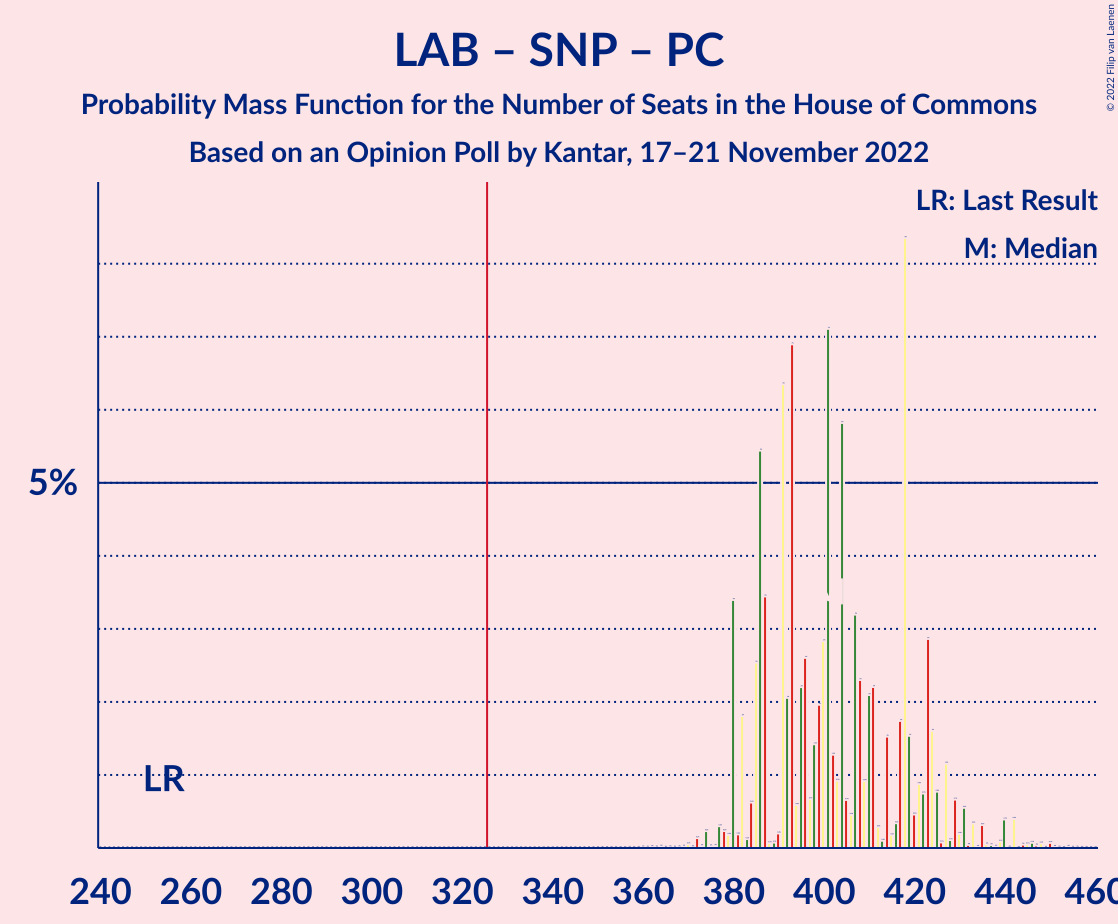 LAB – SNP – PC
Probability Mass Function for the Number of Seats in the House of Commons
Based on an Opinion Poll by Kantar, 17–21 November 2022
© 2022 Filip van Laenen
LR: Last Result
M: Median
5%
LR
240 260 280 300 320 340 360 380 400 420 440 460